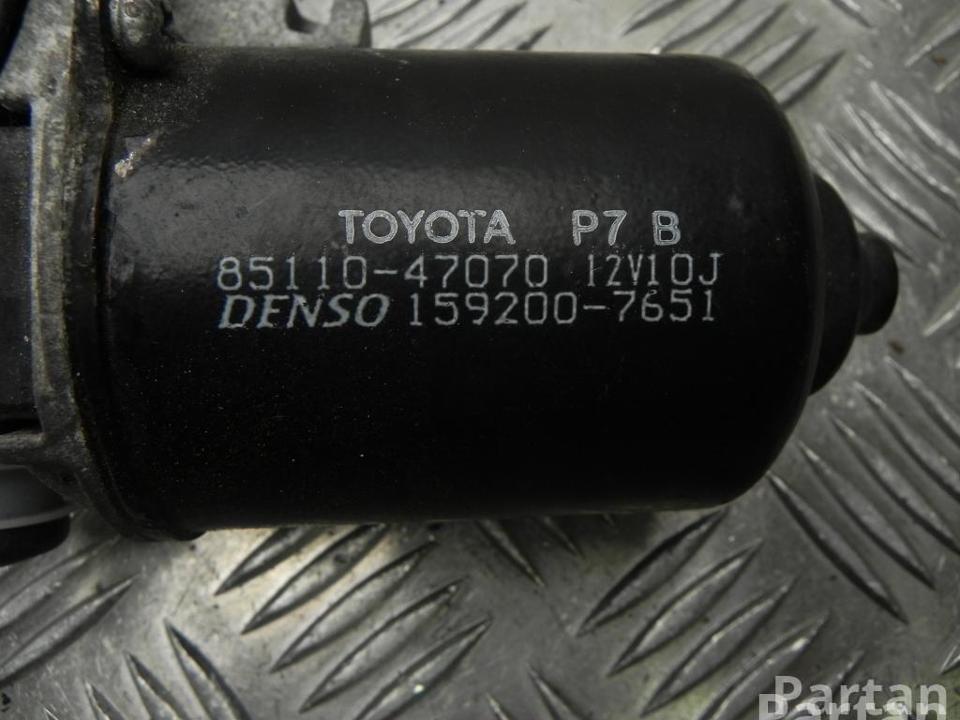 TOYOTA P7 B
85110-47070 12V10J
DENSO 159200-7651
Partan